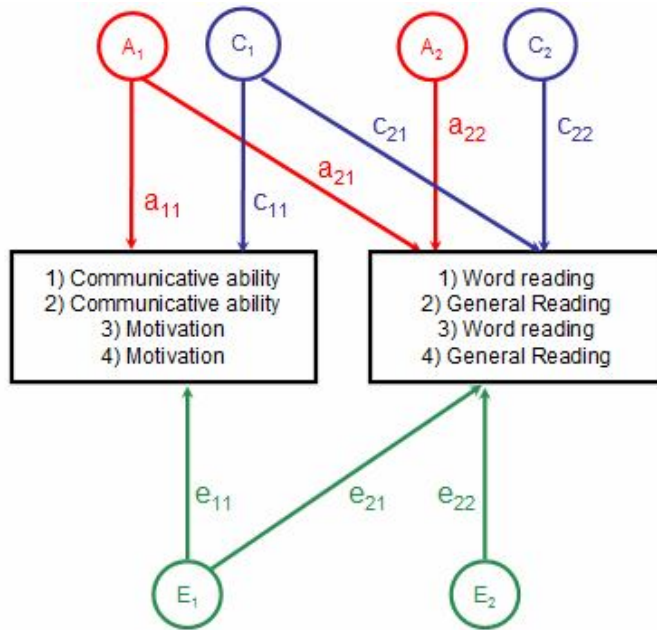 A1 C1 A2 C2
c21 a22 c22
a21
a11 c11
1) Communicative ability
2) Communicative ability
3) Motivation
4) Motivation
1) Word reading
2) General Reading
3) Word reading
4) General Reading
e11 e21 e22
E1 E2